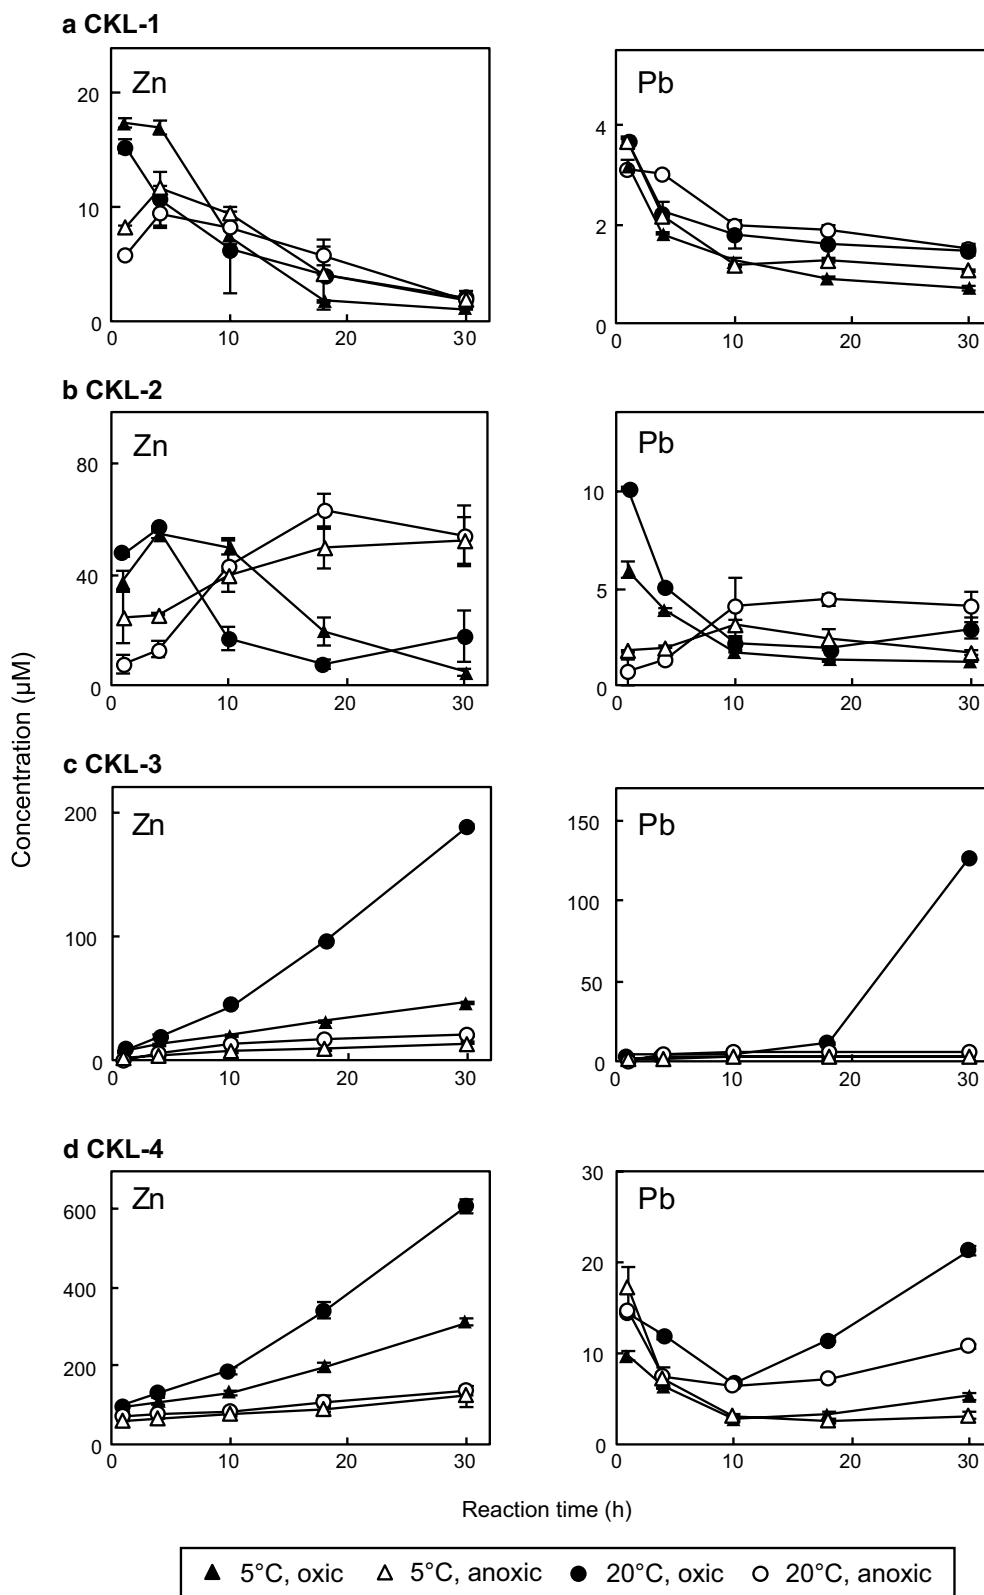 a CKL-1
Zn
20
10
0
0 10 20 30
Pb
4
2
0
0 10 20 30
b CKL-2
Zn
80
40
0
0 10 20 30
Pb
10
5
0
0 10 20 30
c CKL-3
Zn
200
100
0
0 10 20 30
Pb
150
100
50
0
0 10 20 30
d CKL-4
Zn
600
400
200
0
0 10 20 30
Pb
30
20
10
0
0 10 20 30
Concentration (µM)
Reaction time (h)
5°C, oxic 5°C, anoxic 20°C, oxic 20°C, anoxic